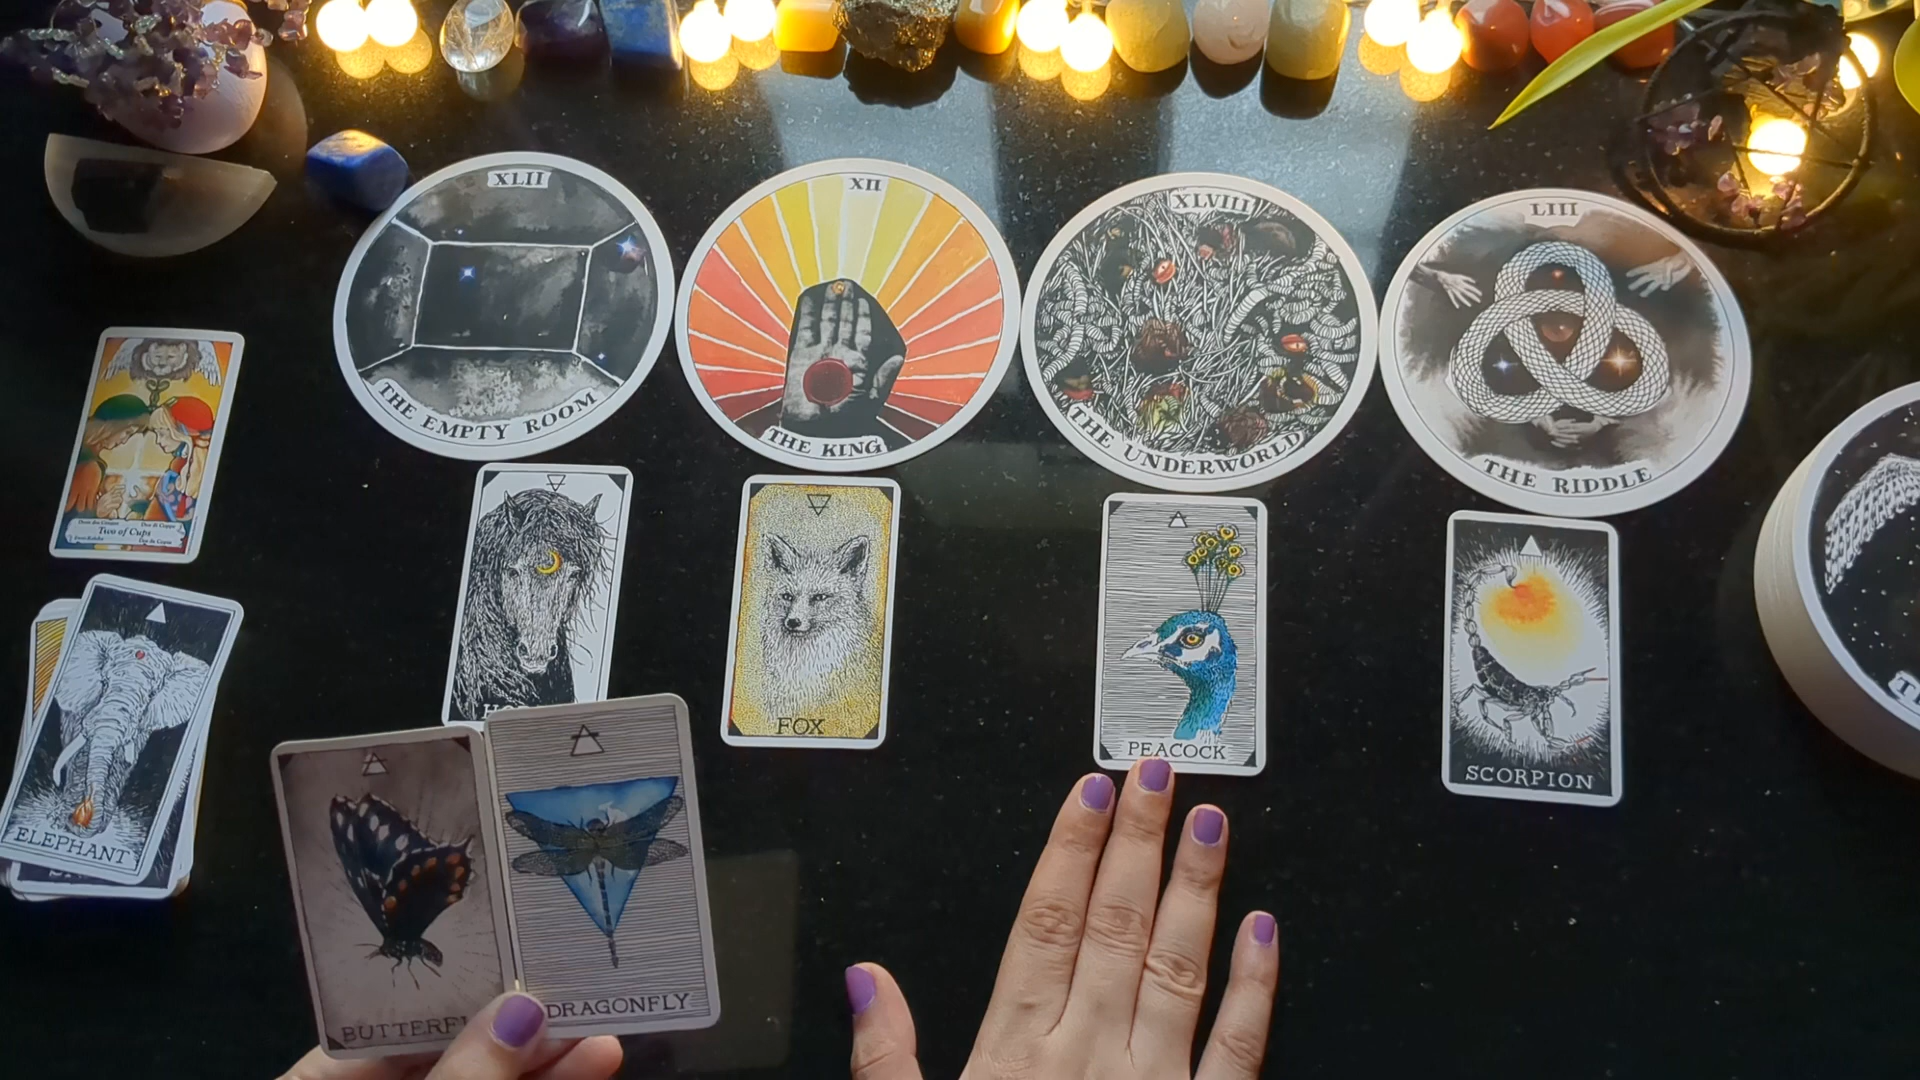 XLII
THE EMPTY ROOM
XII
THE KING
XLVIII
THE UNDERWORLD
LIII
THE RIDDLE
Two of Cups
FOX
PEACOCK
SCORPION
ELEPHANT
BUTTERFL
DRAGONFLY